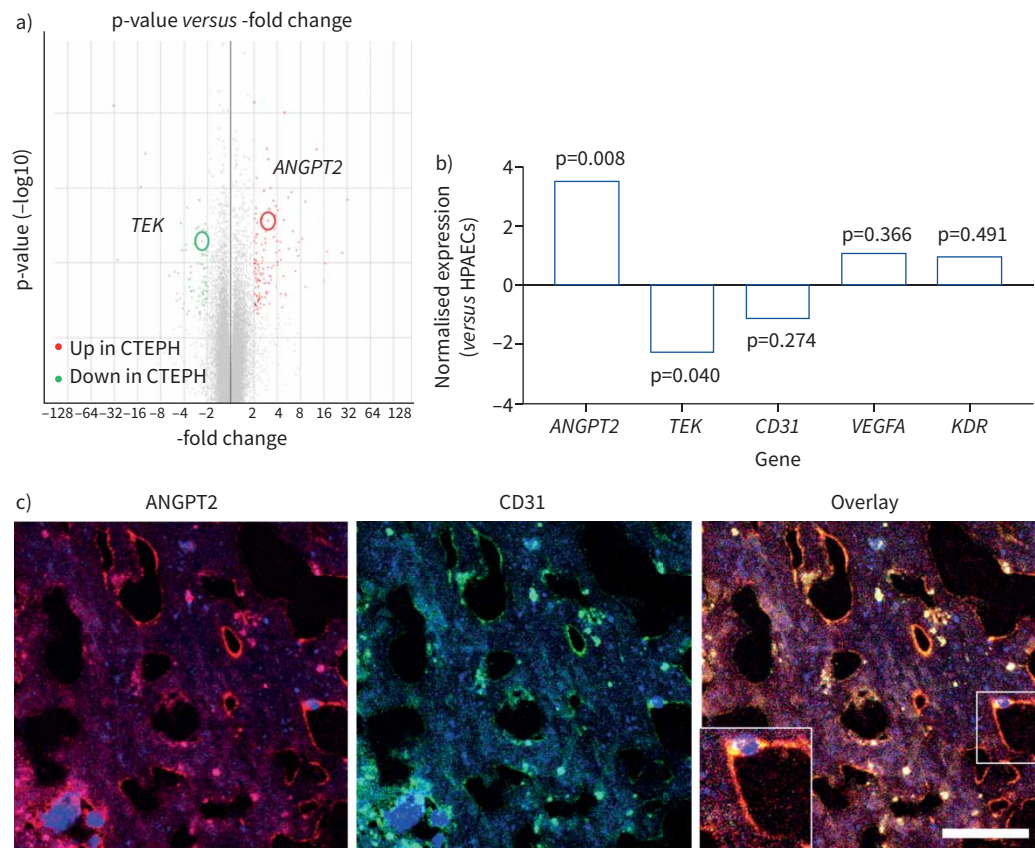 a)
p-value versus -fold change
p-value (–log10)
ANGPT2
TEK
Up in CTEPH
Down in CTEPH
–128 –64 –32 –16 –8 –4 –2 2 4 8 16 32 64 128
-fold change
b)
Normalised expression
(versus HPAECs)
4
2
0
–2
–4
p=0.008
p=0.040
p=0.274
p=0.366
p=0.491
ANGPT2 TEK CD31 VEGFA KDR
Gene
c)
ANGPT2 CD31 Overlay